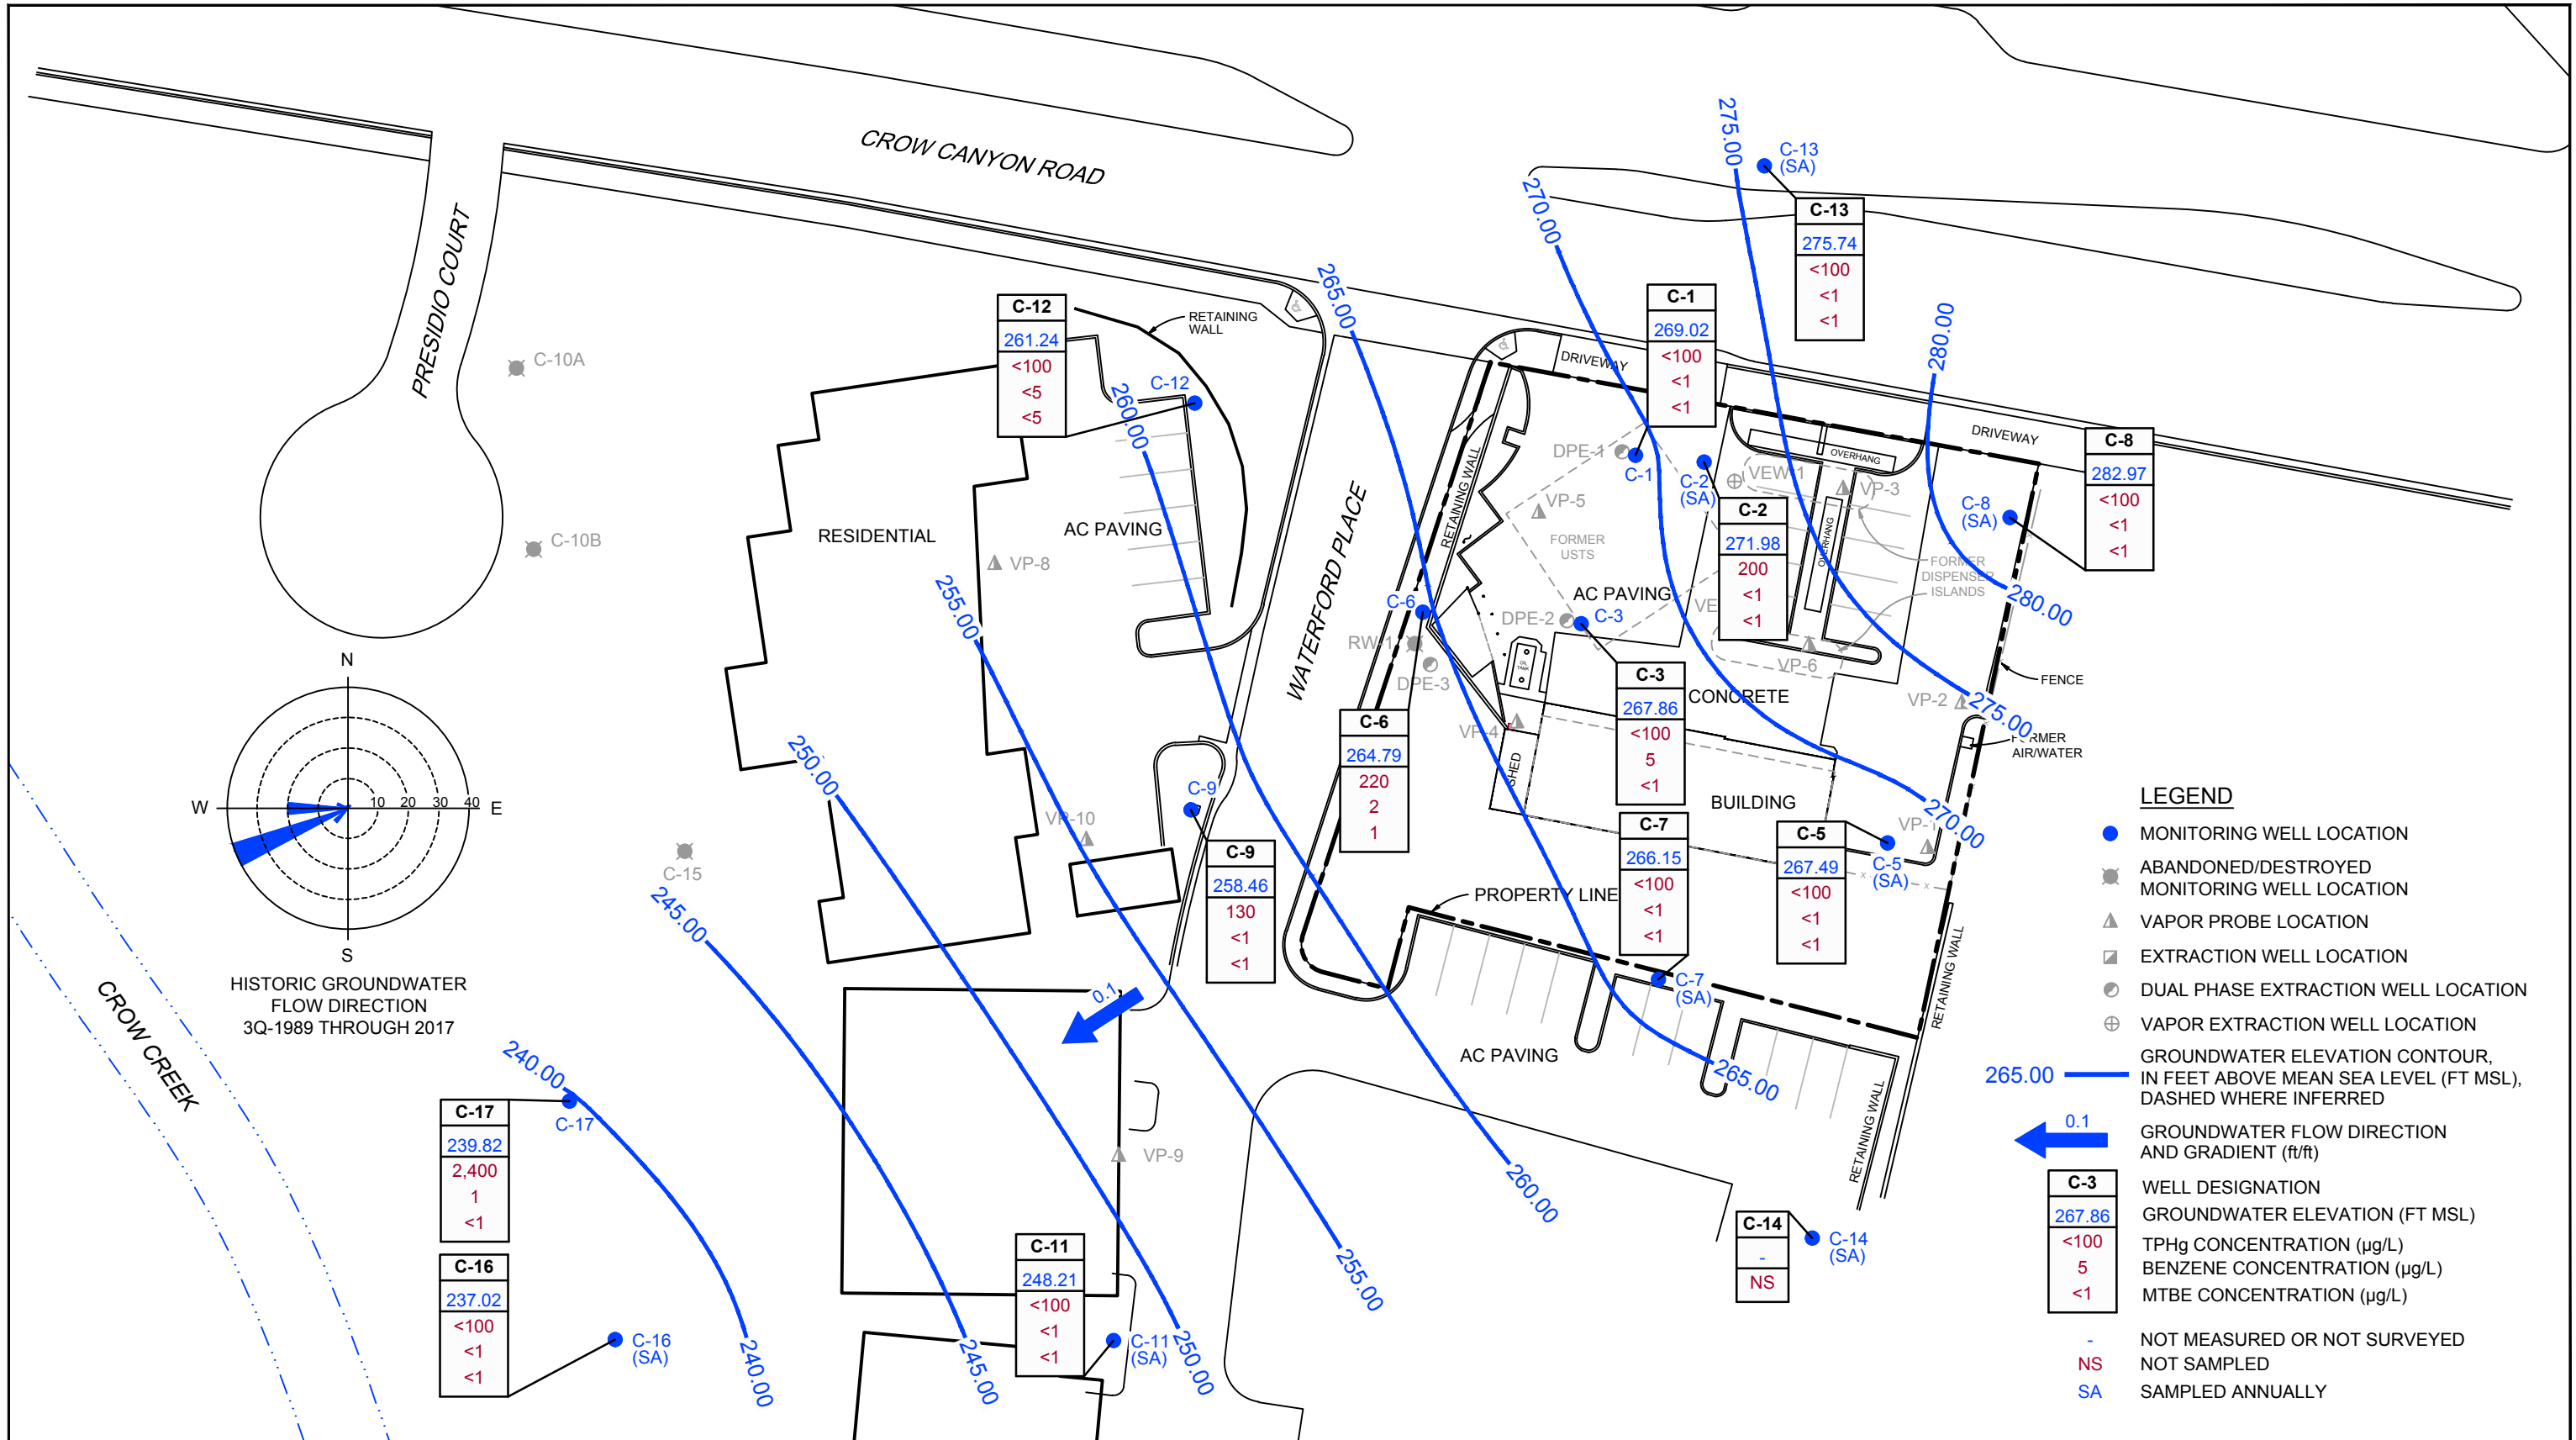 CROW CANYON ROAD
PRESIDIO COURT
WATERFORD PLACE
CROW CREEK
275.00
270.00
265.00
280.00
C-13
(SA)
C-13
275.74
<100
<1
<1
C-12
261.24
<100
<5
<5
RETAINING
WALL
C-12
260.00
C-1
269.02
<100
<1
<1
DRIVEWAY
DRIVEWAY
C-8
282.97
<100
<1
<1
C-8
(SA)
C-10A
C-10B
RESIDENTIAL
AC PAVING
VP-8
RETAINING WALL
DPE-1
C-1
C-2
(SA)
VEW-1
OVERHANG
VP-3
VP-5
FORMER
USTS
C-2
271.98
200
<1
<1
OVERHANG
FORMER
DISPENSER
ISLANDS
280.00
AC PAVING
VE
C-6
DPE-2
C-3
RW-1
DPE-3
OIL
TANK
VP-6
FENCE
VP-2
275.00
FORMER
AIR/WATER
255.00
N
W
E
S
10
20
30
40
HISTORIC GROUNDWATER
FLOW DIRECTION
3Q-1989 THROUGH 2017
C-3
267.86
<100
5
<1
CONCRETE
C-6
264.79
220
2
1
VP-4
SHED
BUILDING
250.00
C-9
VP-10
C-15
C-9
258.46
130
<1
<1
C-7
266.15
<100
<1
<1
C-5
267.49
<100
<1
<1
C-5
(SA)
VP-1
270.00
x
x
245.00
PROPERTY LINE
C-7
(SA)
RETAINING WALL
0.1
AC PAVING
265.00
RETAINING WALL
240.00
C-17
C-17
239.82
2,400
1
<1
VP-9
260.00
C-14
-
NS
C-14
(SA)
C-16
237.02
<100
<1
<1
C-16
(SA)
C-11
248.21
<100
<1
<1
C-11
(SA)
255.00
240.00
245.00
250.00
LEGEND
MONITORING WELL LOCATION
ABANDONED/DESTROYED
MONITORING WELL LOCATION
VAPOR PROBE LOCATION
EXTRACTION WELL LOCATION
DUAL PHASE EXTRACTION WELL LOCATION
VAPOR EXTRACTION WELL LOCATION
265.00
GROUNDWATER ELEVATION CONTOUR,
IN FEET ABOVE MEAN SEA LEVEL (FT MSL),
DASHED WHERE INFERRED
0.1
GROUNDWATER FLOW DIRECTION
AND GRADIENT (ft/ft)
C-3 WELL DESIGNATION
267.86 GROUNDWATER ELEVATION (FT MSL)
<100 TPHg CONCENTRATION (µg/L)
5 BENZENE CONCENTRATION (µg/L)
<1 MTBE CONCENTRATION (µg/L)
- NOT MEASURED OR NOT SURVEYED
NS NOT SAMPLED
SA SAMPLED ANNUALLY